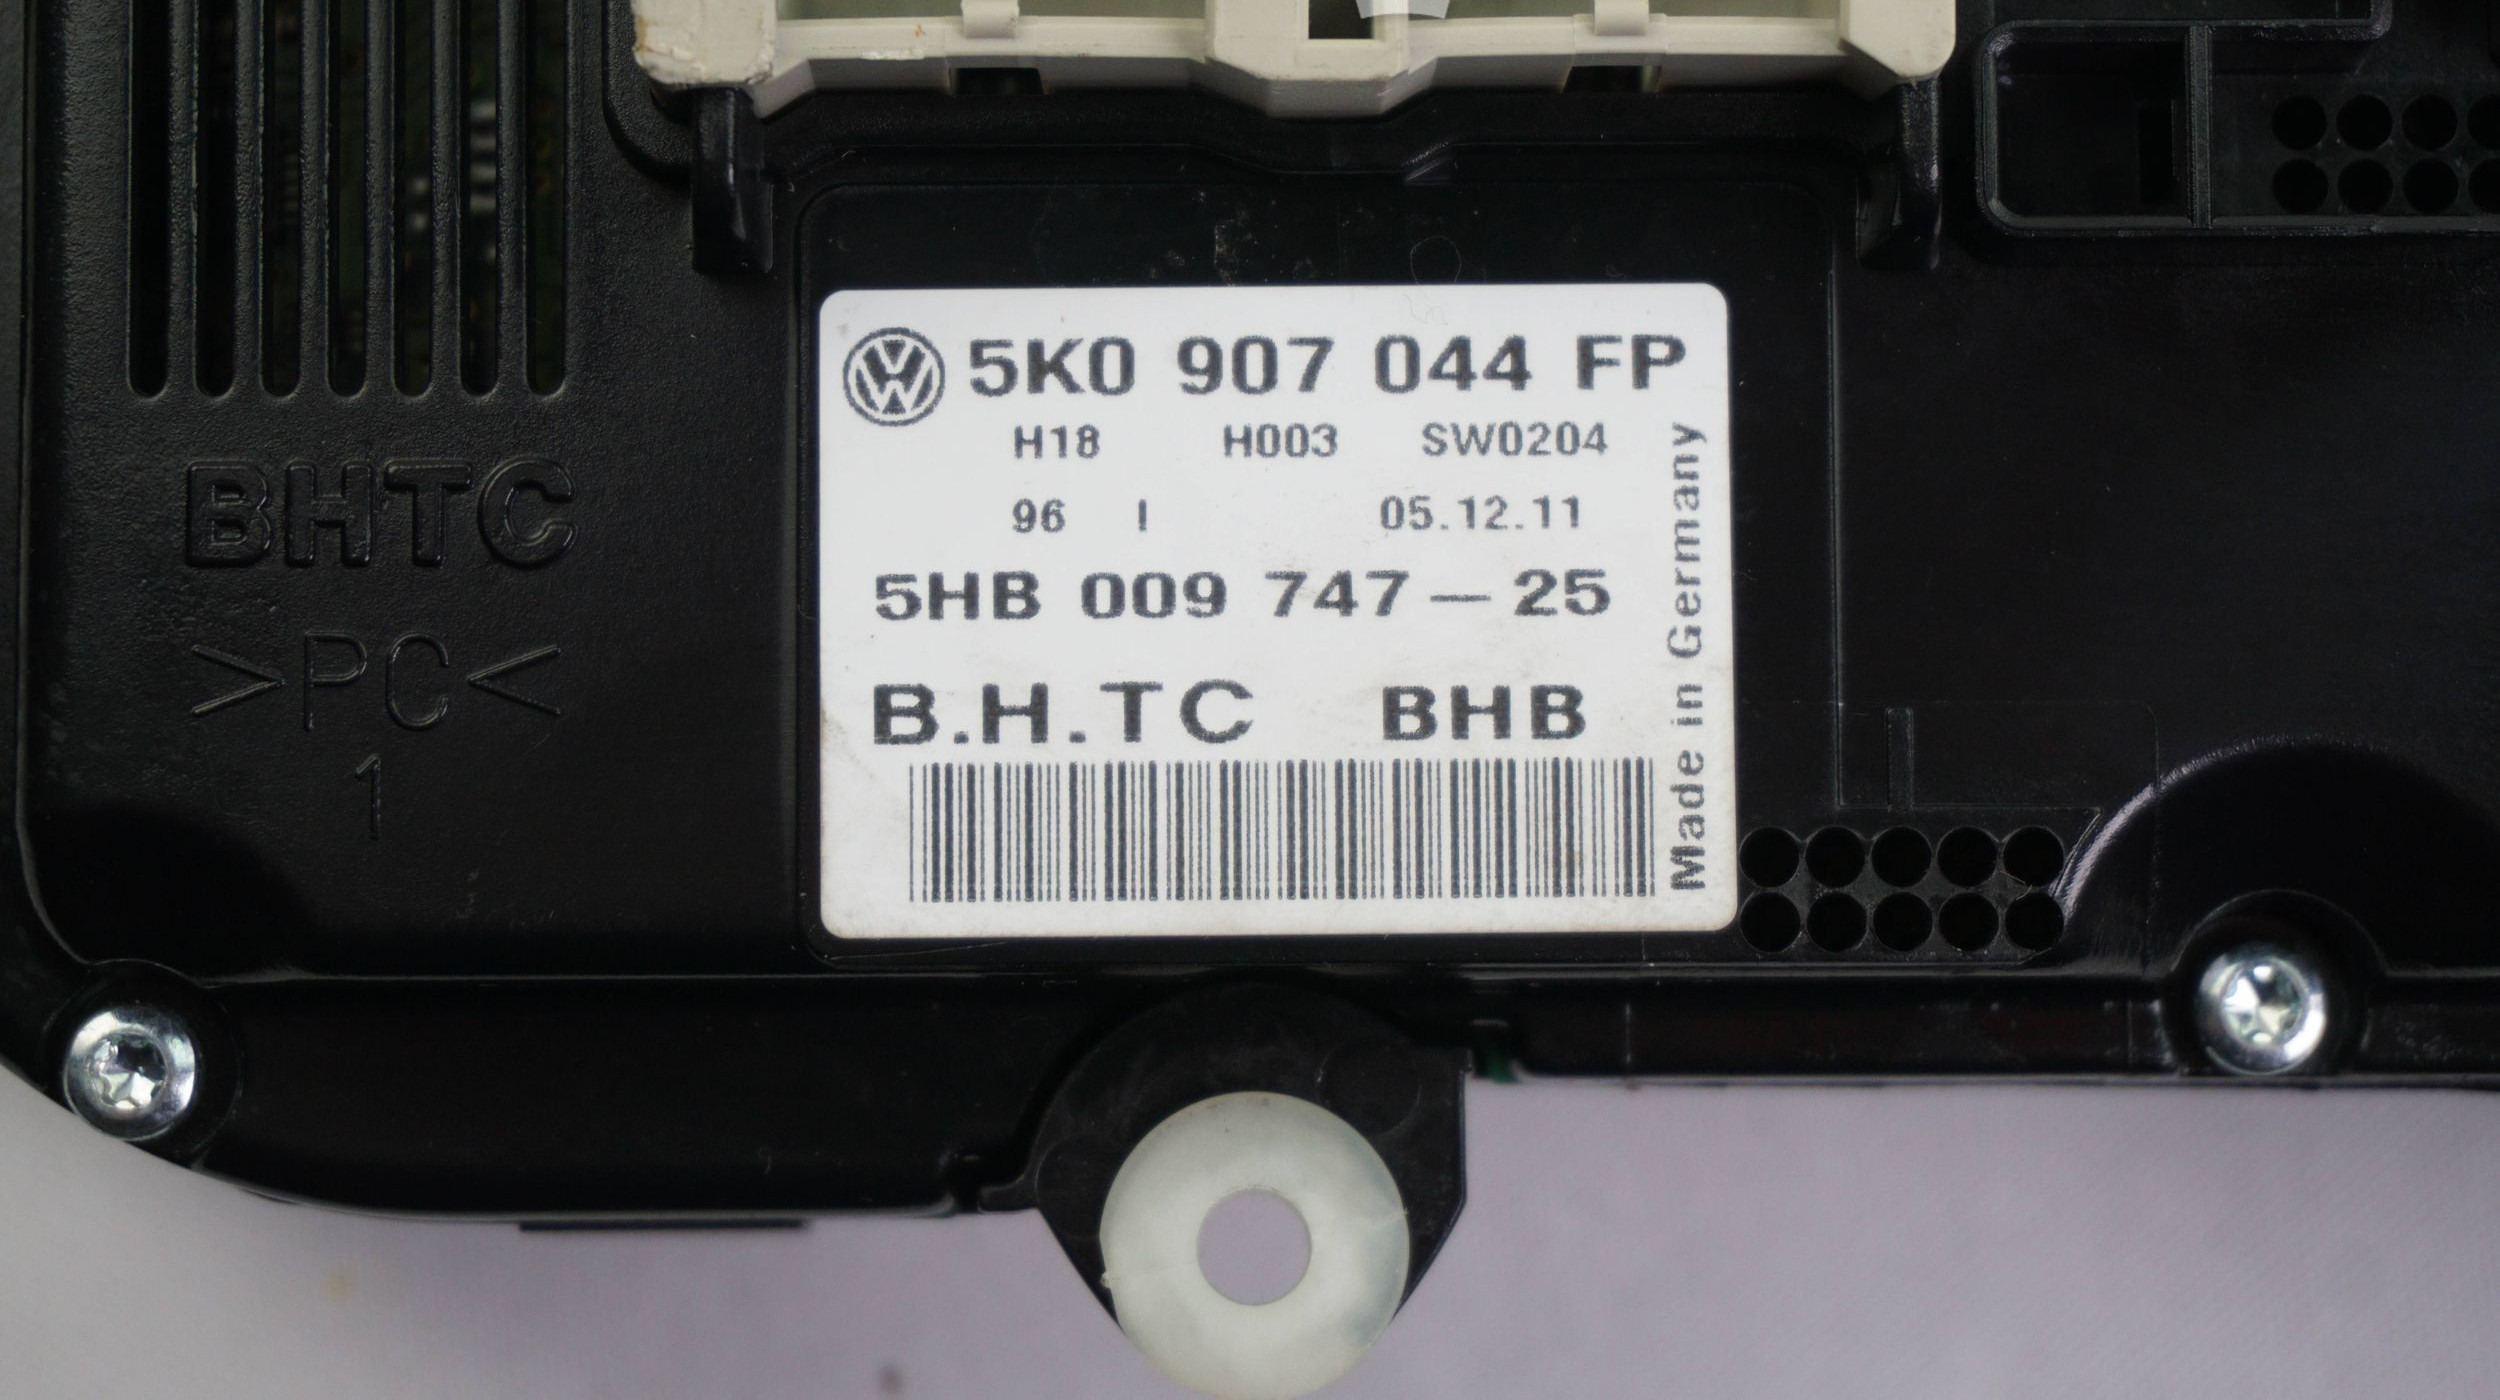 5K0 907 044 FP
H18 H003 SW0204
96 I 05.12.11
5HB 009 747 — 25
B.H.TC BHB
Made in Germany
BHTC
>PC<
1